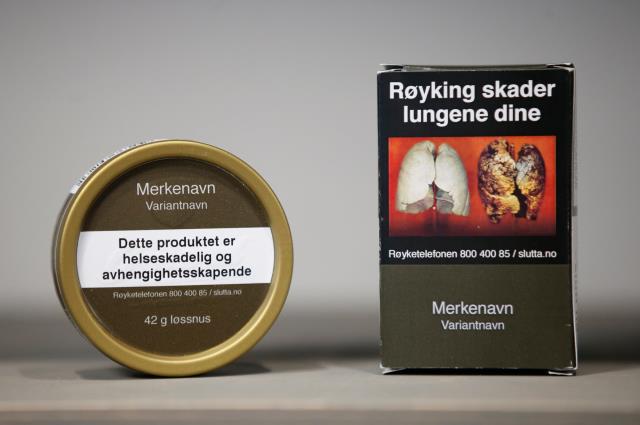 Merkenavn
Variantnavn
Dette produktet er
helseskadelig og
avhengighetsskapende
Røyketelefonen 800 400 85 / slutta.no
42 g løssnus
Røyking skader
lungene dine
Røyketelefonen 800 400 85 / slutta.no
Merkenavn
Variantnavn